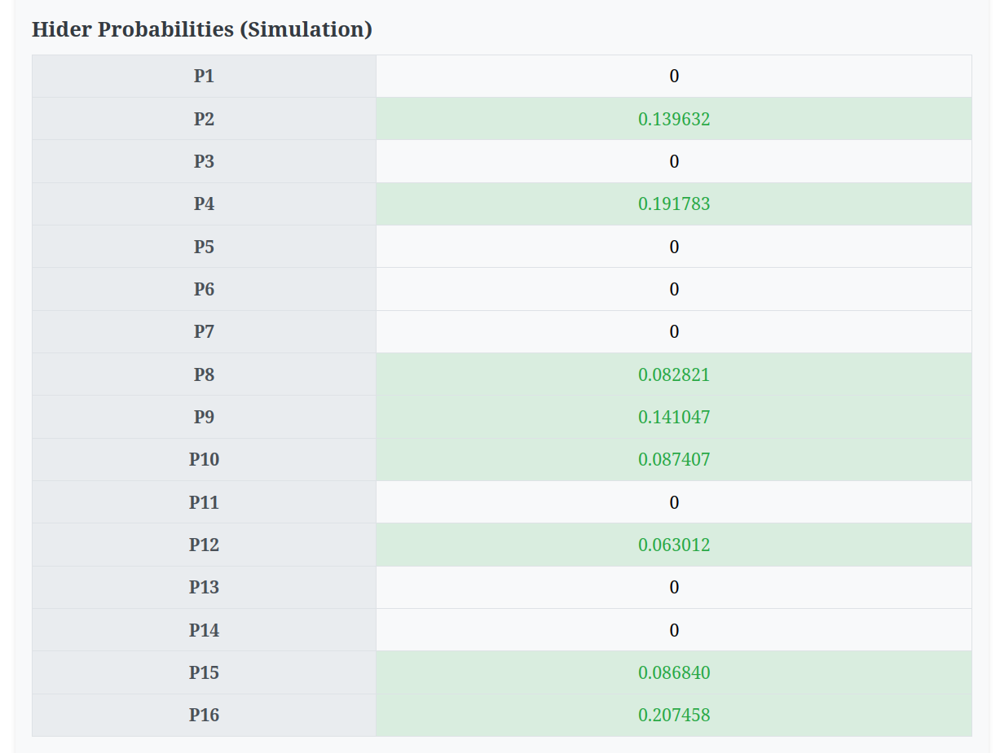 Hider Probabilities (Simulation)
P1 0
P2 0.139632
P3 0
P4 0.191783
P5 0
P6 0
P7 0
P8 0.082821
P9 0.141047
P10 0.087407
P11 0
P12 0.063012
P13 0
P14 0
P15 0.086840
P16 0.207458